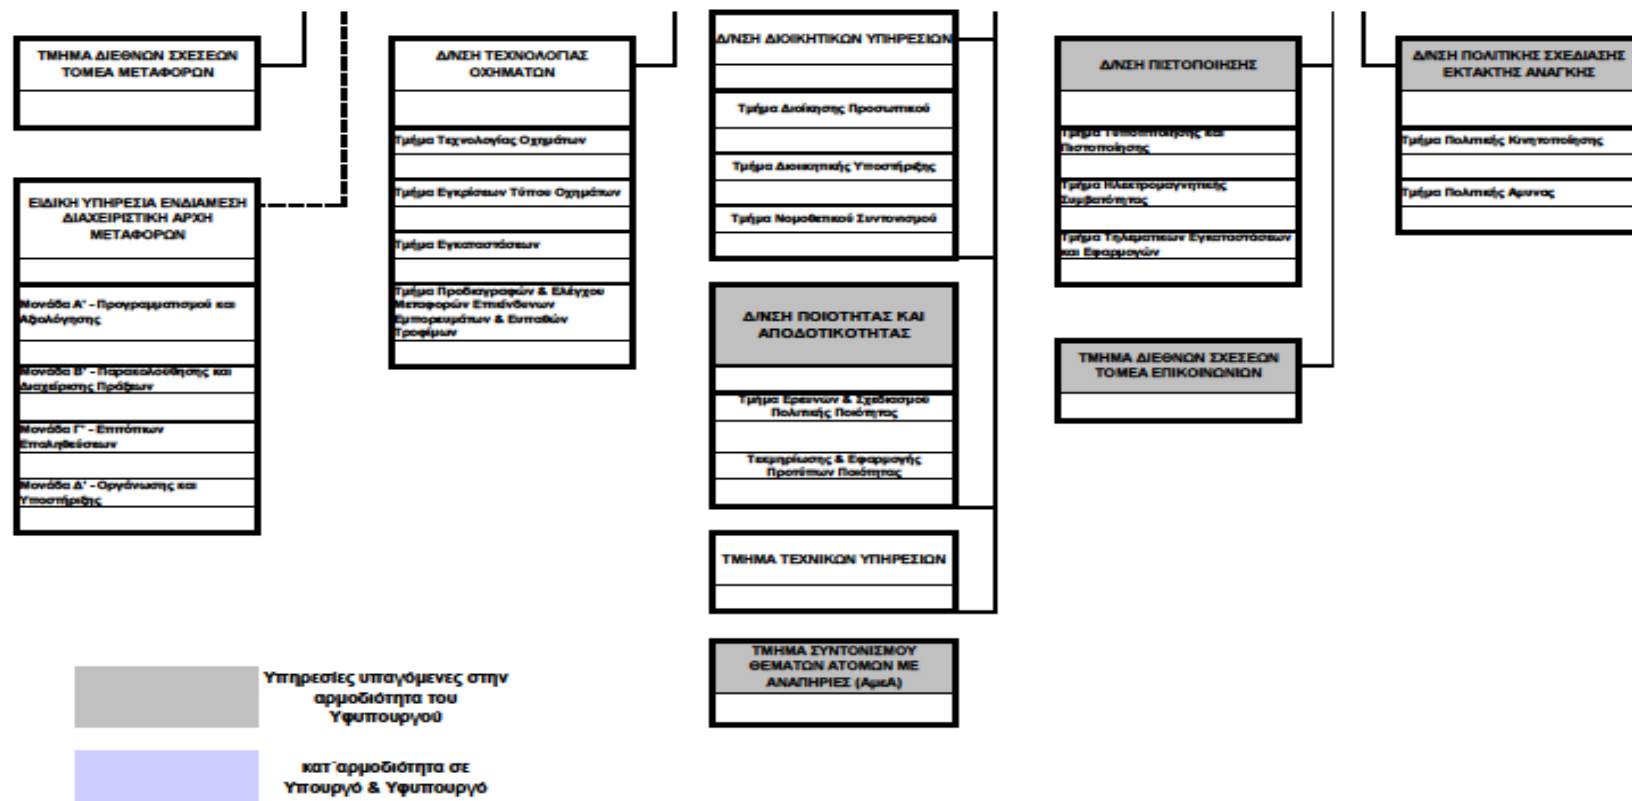 ΤΜΗΜΑ ΔΙΕΘΝΩΝ ΣΧΕΣΕΩΝ
ΤΟΜΕΑ ΜΕΤΑΦΟΡΩΝ
ΕΙΔΙΚΗ ΥΠΗΡΕΣΙΑ ΕΝΔΙΑΜΕΣΗ
ΔΙΑΧΕΙΡΙΣΤΙΚΗ ΑΡΧΗ
ΜΕΤΑΦΟΡΩΝ
Μονάδα Α' - Προγραμματισμού και
Αξιολόγησης
Μονάδα Β' - Παρακολούθησης και
Διαχείρισης Πράξεων
Μονάδα Γ' - Επιτόπιων
Επαληθεύσεων
Μονάδα Δ' - Οργάνωσης και
Υποστήριξης
Δ/ΝΣΗ ΤΕΧΝΟΛΟΓΙΑΣ
ΟΧΗΜΑΤΩΝ
Τμήμα Τεχνολογίας Οχημάτων
Τμήμα Εγκρίσεων Τύπου Οχημάτων
Τμήμα Εγκαταστάσεων
Τμήμα Προδιαγραφών & Ελέγχου
Μεταφορών Επικίνδυνων
Εμπορευμάτων & Ευπαθών
Τροφίμων
Δ/ΝΣΗ ΔΙΟΙΚΗΤΙΚΩΝ ΥΠΗΡΕΣΙΩΝ
Τμήμα Διοίκησης Προσωπικού
Τμήμα Διοικητικής Υποστήριξης
Τμήμα Νομοθετικού Συντονισμού
Δ/ΝΣΗ ΠΟΙΟΤΗΤΑΣ ΚΑΙ
ΑΠΟΔΟΤΙΚΟΤΗΤΑΣ
Τμήμα Ερευνών & Σχεδιασμού
Πολιτικής Ποιότητας
Τεκμηρίωσης & Εφαρμογής
Προτύπων Ποιότητας
ΤΜΗΜΑ ΤΕΧΝΙΚΩΝ ΥΠΗΡΕΣΙΩΝ
ΤΜΗΜΑ ΣΥΝΤΟΝΙΣΜΟΥ
ΘΕΜΑΤΩΝ ΑΤΟΜΩΝ ΜΕ
ΑΝΑΠΗΡΙΕΣ (ΑμεΑ)
Δ/ΝΣΗ ΠΙΣΤΟΠΟΙΗΣΗΣ
Τμήμα Τυποποίησης και
Πιστοποίησης
Τμήμα Ηλεκτρομαγνητικής
Συμβατότητας
Τμήμα Τηλεματικών Εγκαταστάσεων
και Εφαρμογών
ΤΜΗΜΑ ΔΙΕΘΝΩΝ ΣΧΕΣΕΩΝ
ΤΟΜΕΑ ΕΠΙΚΟΙΝΩΝΙΩΝ
Δ/ΝΣΗ ΠΟΛΙΤΙΚΗΣ ΣΧΕΔΙΑΣΗΣ
ΕΚΤΑΚΤΗΣ ΑΝΑΓΚΗΣ
Τμήμα Πολιτικής Κινητοποίησης
Τμήμα Πολιτικής Αμυνας
Υπηρεσίες υπαγόμενες στην
αρμοδιότητα του
Υφυπουργού
κατ΄αρμοδιότητα σε
Υπουργό & Υφυπουργό